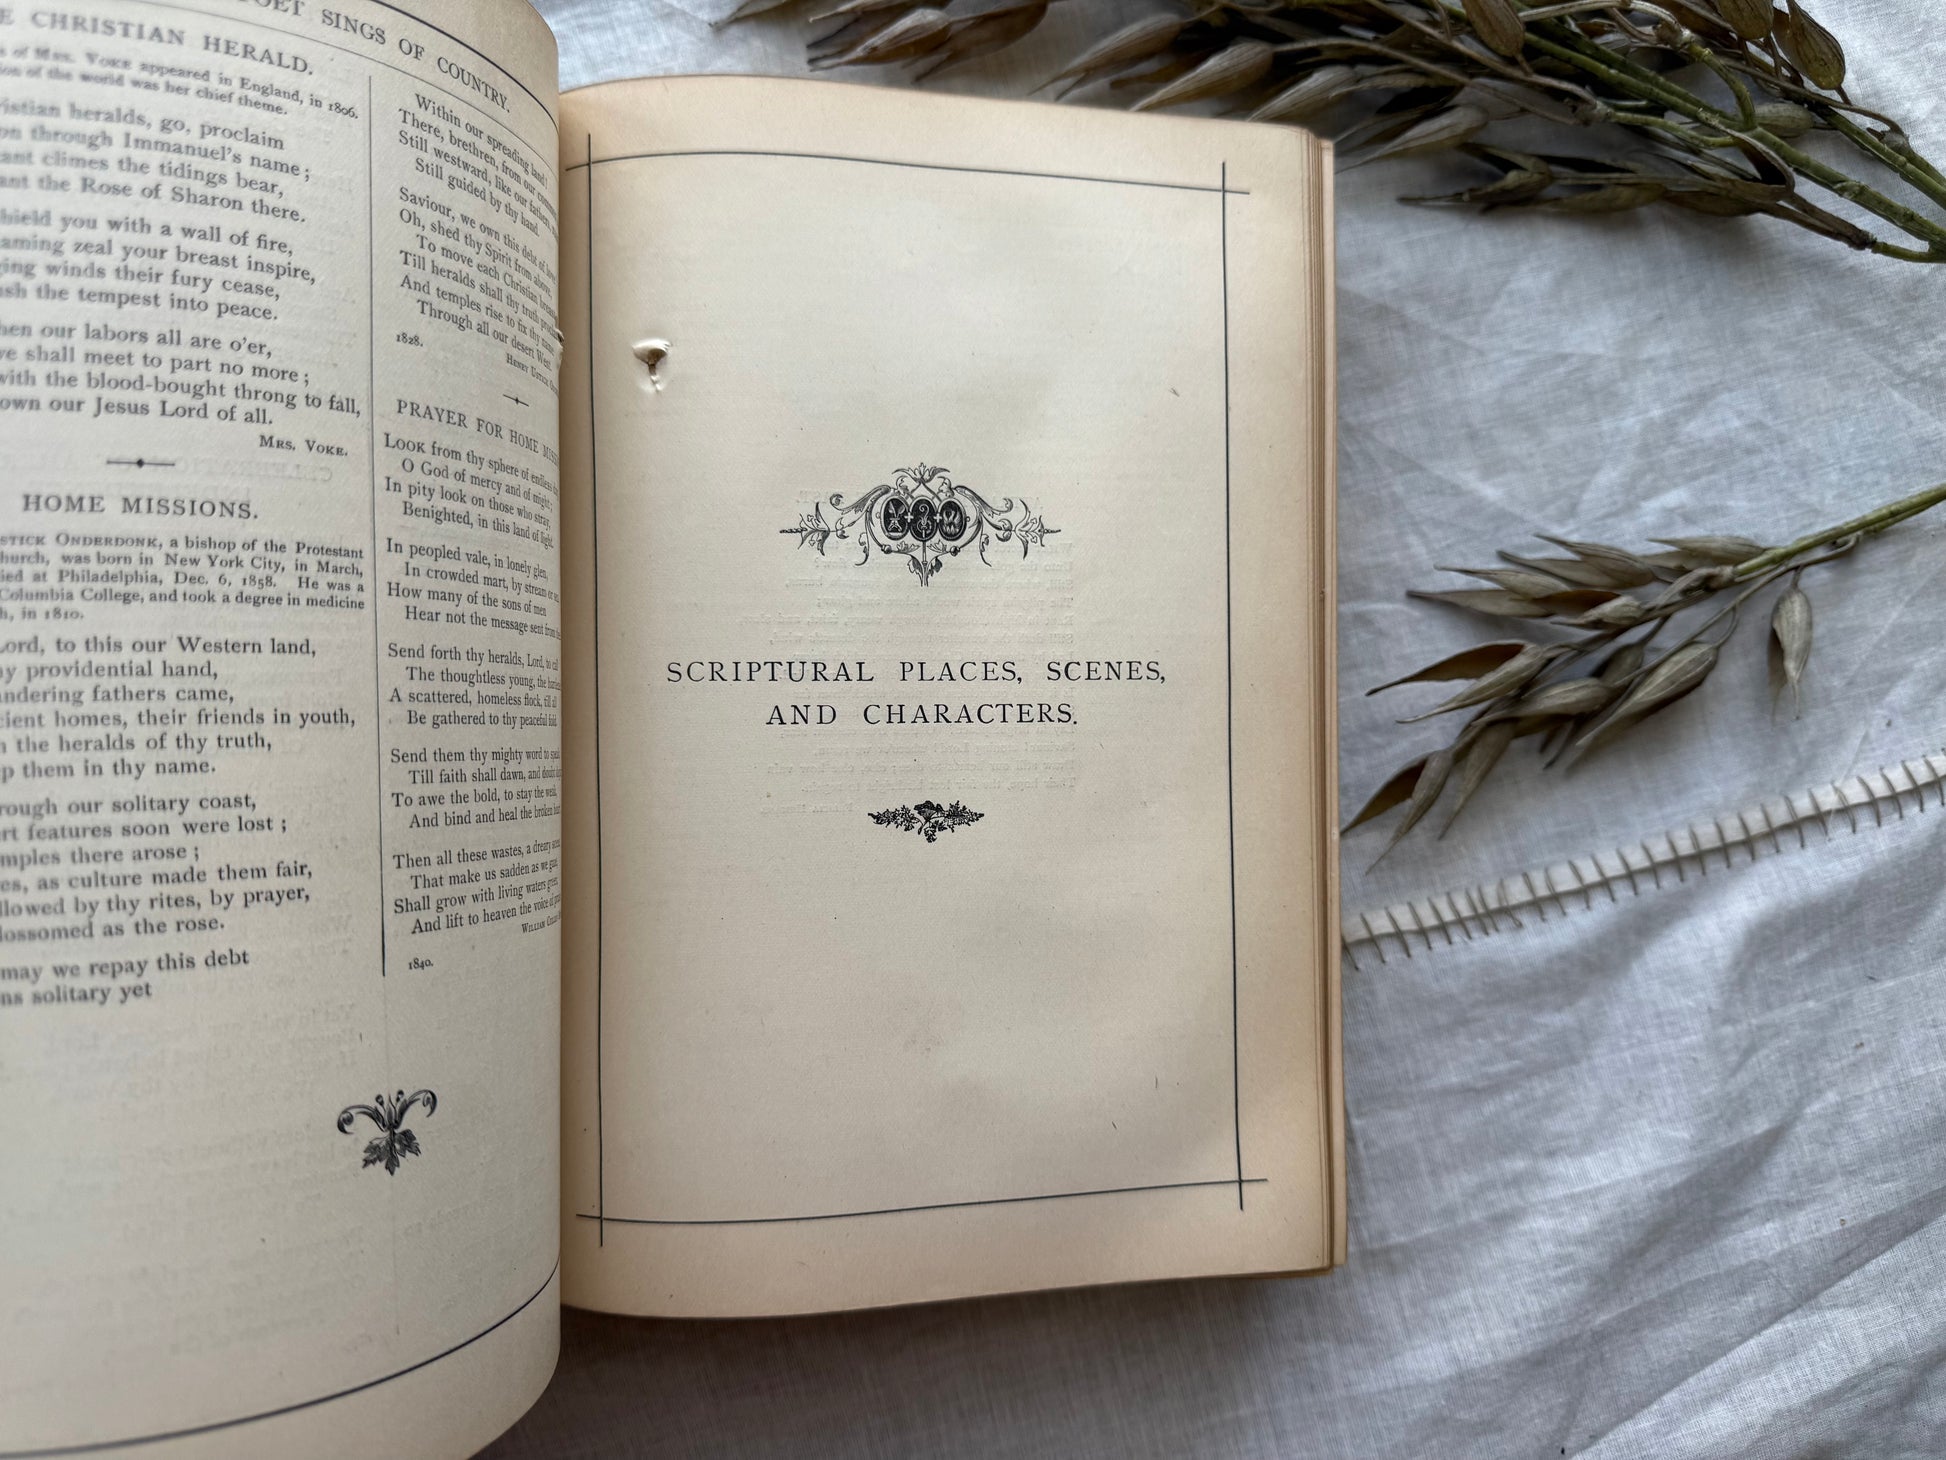 POET SINGS OF COUNTRY.
CHRISTIAN HERALD.
of Mrs. Voke appeared in England, in 1806.
of the world was her chief theme.
heralds, go, proclaim
through Immanuel's name;
climes the tidings bear,
the Rose of Sharon there.
you with a wall of fire,
zeal your breast inspire,
winds their fury cease,
the tempest into peace.
our labors all are o'er,
shall meet to part no more;
with the blood-bought throng to fall,
our Jesus Lord of all.
Mrs. Voke.
HOME MISSIONS.
Onderdonk, a bishop of the Protestant
was born in New York City, in March,
at Philadelphia, Dec. 6, 1858. He was a
Columbia College, and took a degree in medicine
in 1810.
Lord, to this our Western land,
providential hand,
fathers came,
homes, their friends in youth,
the heralds of thy truth,
them in thy name.
our solitary coast,
features soon were lost;
there arose;
as culture made them fair,
by thy rites, by prayer,
as the rose.
may we repay this debt
solitary yet
Within our spreading land!
There, brethren, from our common
Still westward, like our fathers,
Still guided by thy hand.
Saviour, we own this debt of
Oh, shed thy Spirit from above,
To move each Christian
Till heralds shall thy truth
And temples rise to fix thy name
Through all our desert West.
1828.
Henry Ustick
PRAYER FOR HOME
Look from thy sphere of endless
O God of mercy and of might;
In pity look on those who stray,
Benighted, in this land of light.
In peopled vale, in lonely glen,
In crowded mart, by stream or
How many of the sons of men
Hear not the message sent from
Send forth thy heralds, Lord, to call
The thoughtless young, the
A scattered, homeless flock, till all
Be gathered to thy peaceful fold.
Send them thy mighty word to
Till faith shall dawn, and doubt
To awe the bold, to stay the weak,
And bind and heal the broken
Then all these wastes, a dreary
That make us sadden as we gaze,
Shall grow with living waters green,
And lift to heaven the voice of
William
1840.
SCRIPTURAL PLACES, SCENES,
AND CHARACTERS.